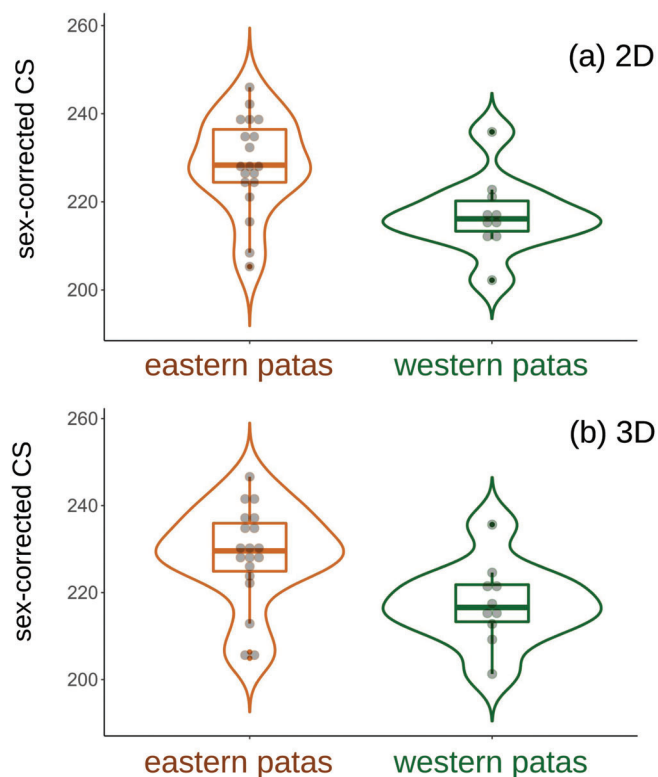 (a) 2D
sex-corrected CS
260
240
220
200
eastern patas
western patas
(b) 3D
sex-corrected CS
260
240
220
200
eastern patas
western patas